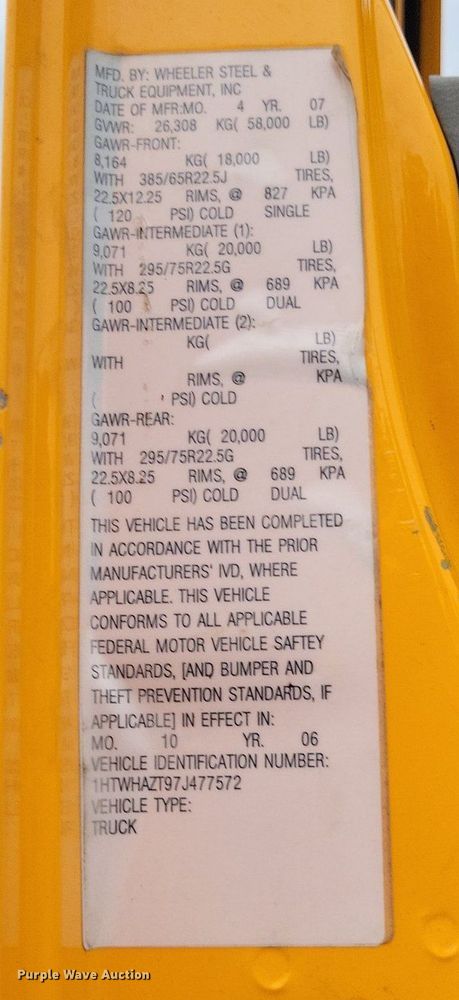 MFD. BY: WHEELER STEEL &
TRUCK EQUIPMENT, INC
DATE OF MFR:MO. 4 YR. 07
GVWR: 26,308 KG( 58,000 LB)
GAWR-FRONT:
8,164 KG( 18,000 LB)
WITH 385/65R22.5J TIRES,
22.5X12.25 RIMS, @ 827 KPA
( 120 PSI) COLD SINGLE
GAWR-INTERMEDIATE (1):
9,071 KG( 20,000 LB)
WITH 295/75R22.5G TIRES,
22.5X8.25 RIMS, @ 689 KPA
( 100 PSI) COLD DUAL
GAWR-INTERMEDIATE (2):
KG( LB)
WITH TIRES,
RIMS, @ KPA
( PSI) COLD
GAWR-REAR:
9,071 KG( 20,000 LB)
WITH 295/75R22.5G TIRES,
22.5X8.25 RIMS, @ 689 KPA
( 100 PSI) COLD DUAL
THIS VEHICLE HAS BEEN COMPLETED
IN ACCORDANCE WITH THE PRIOR
MANUFACTURERS' IVD, WHERE
APPLICABLE. THIS VEHICLE
CONFORMS TO ALL APPLICABLE
FEDERAL MOTOR VEHICLE SAFTEY
STANDARDS, [AND BUMPER AND
THEFT PREVENTION STANDARDS, IF
APPLICABLE] IN EFFECT IN:
MO. 10 YR. 06
VEHICLE IDENTIFICATION NUMBER:
1HTWHAZT97J477572
VEHICLE TYPE:
TRUCK
Purple Wave Auction